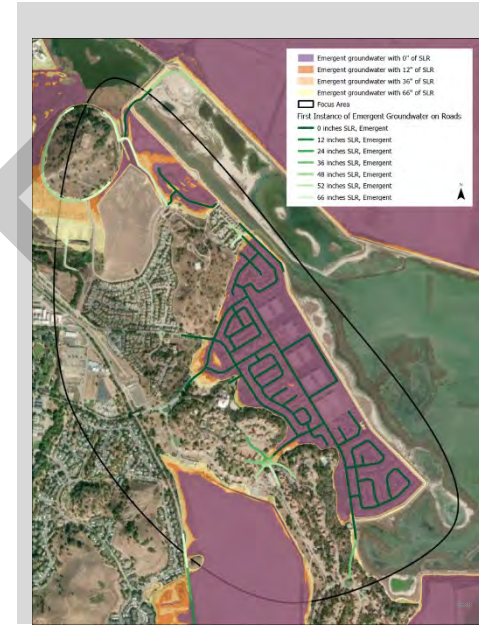 Emergent groundwater with 0" of SLR
Emergent groundwater with 12" of SLR
Emergent groundwater with 36" of SLR
Emergent groundwater with 66" of SLR
Focus Area
First Instance of Emergent Groundwater on Roads
0 inches SLR, Emergent
12 inches SLR, Emergent
24 inches SLR, Emergent
36 inches SLR, Emergent
48 inches SLR, Emergent
52 inches SLR, Emergent
66 inches SLR, Emergent